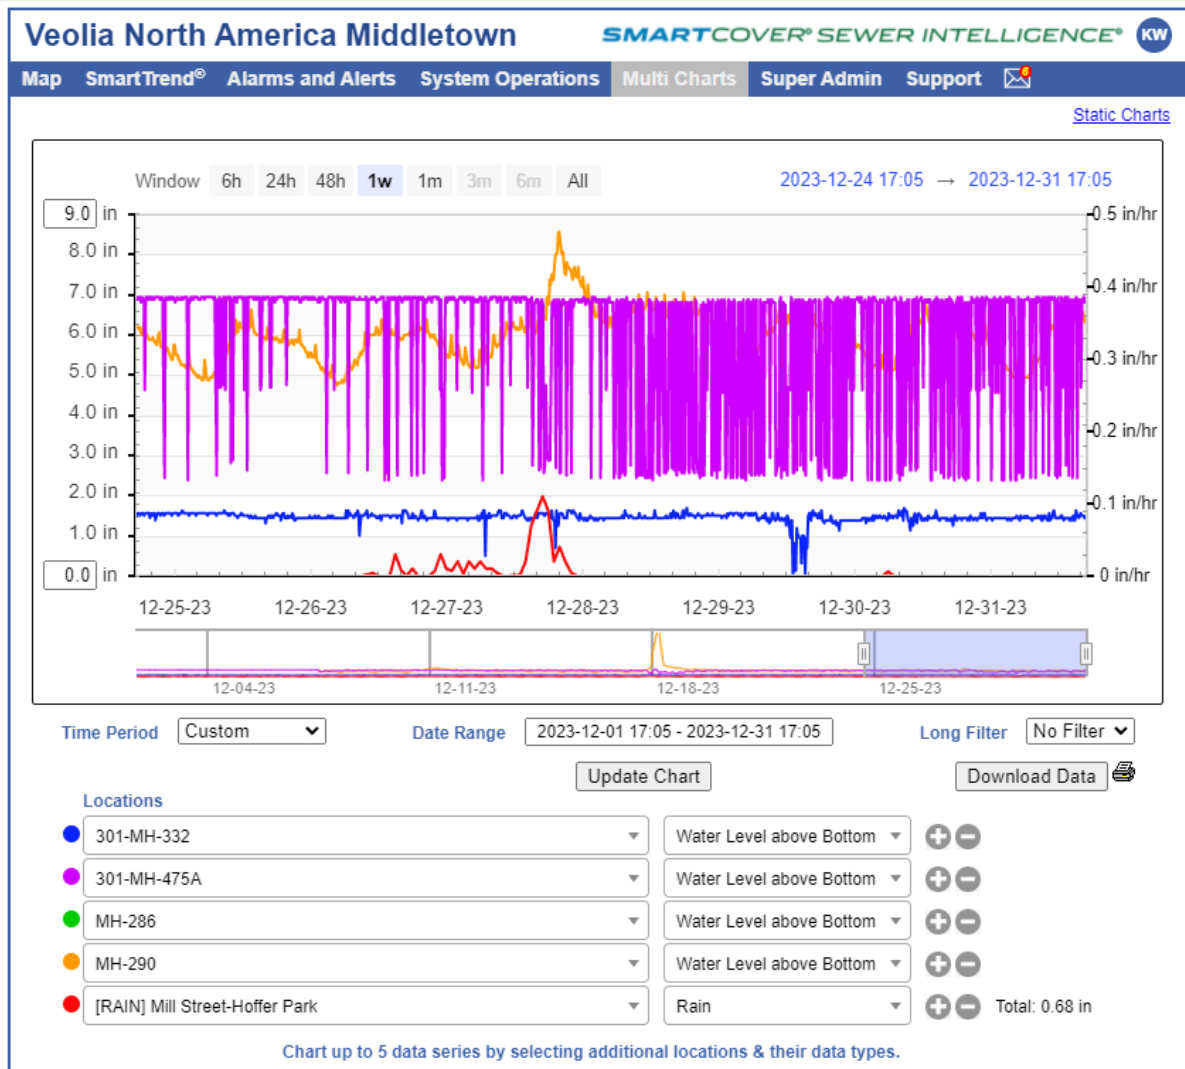 Veolia North America Middletown SMARTCOVER® SEWER INTELLIGENCE® KW
Map SmartTrend® Alarms and Alerts System Operations Multi Charts Super Admin Support 6
Static Charts
Window 6h 24h 48h 1w 1m 3m 6m All 2023-12-24 17:05 → 2023-12-31 17:05
9.0 in 0.5 in/hr
8.0 in
7.0 in 0.4 in/hr
6.0 in
5.0 in 0.3 in/hr
4.0 in
3.0 in 0.2 in/hr
2.0 in
1.0 in 0.1 in/hr
0.0 in 0 in/hr
12-25-23 12-26-23 12-27-23 12-28-23 12-29-23 12-30-23 12-31-23
12-04-23 12-11-23 12-18-23 12-25-23
Time Period Custom Date Range 2023-12-01 17:05 - 2023-12-31 17:05 Long Filter No Filter
Update Chart Download Data
Locations
301-MH-332 Water Level above Bottom
301-MH-475A Water Level above Bottom
MH-286 Water Level above Bottom
MH-290 Water Level above Bottom
[RAIN] Mill Street-Hoffer Park Rain Total: 0.68 in
Chart up to 5 data series by selecting additional locations & their data types.